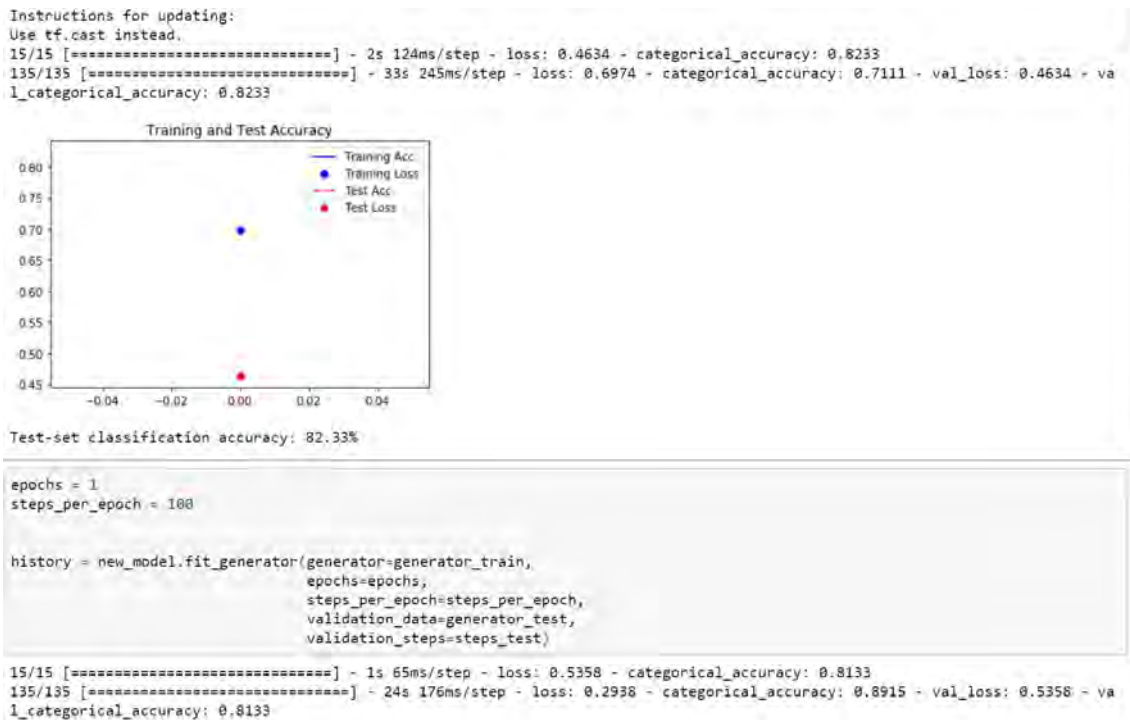 Instructions for updating:
Use tf.cast instead.
15/15 [==============================] - 2s 124ms/step - loss: 0.4634 - categorical_accuracy: 0.8233
135/135 [==============================] - 33s 245ms/step - loss: 0.6974 - categorical_accuracy: 0.7111 - val_loss: 0.4634 - va
l_categorical_accuracy: 0.8233
Training and Test Accuracy
Training Acc
Training Loss
Test Acc
Test Loss
0.80
0.75
0.70
0.65
0.60
0.55
0.50
0.45
−0.04 −0.02 0.00 0.02 0.04
Test-set classification accuracy: 82.33%
epochs = 1
steps_per_epoch = 100
history = new_model.fit_generator(generator=generator_train,
epochs=epochs,
steps_per_epoch=steps_per_epoch,
validation_data=generator_test,
validation_steps=steps_test)
15/15 [==============================] - 1s 65ms/step - loss: 0.5358 - categorical_accuracy: 0.8133
135/135 [==============================] - 24s 176ms/step - loss: 0.2938 - categorical_accuracy: 0.8915 - val_loss: 0.5358 - va
l_categorical_accuracy: 0.8133